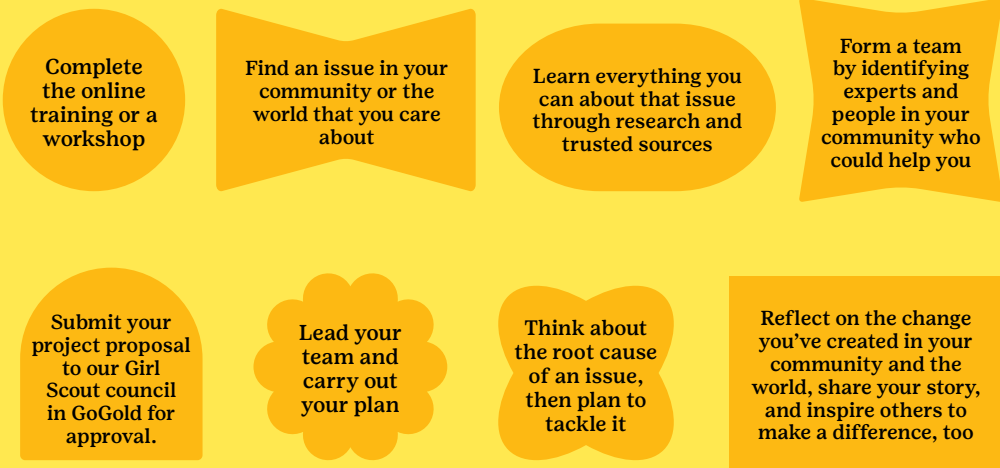 Complete
the online
training or a
workshop
Find an issue in your
community or the
world that you care
about
Learn everything you
can about that issue
through research and
trusted sources
Form a team
by identifying
experts and
people in your
community who
could help you
Submit your
project proposal
to our Girl
Scout council
in GoGold for
approval.
Lead your
team and
carry out
your plan
Think about
the root cause
of an issue,
then plan to
tackle it
Reflect on the change
you’ve created in your
community and the
world, share your story,
and inspire others to
make a difference, too